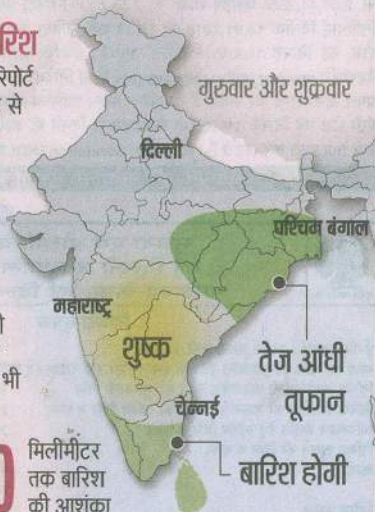 रिश
रिपोर्ट
से
गुरुवार और शुक्रवार
दिल्ली
पश्चिम बंगाल
महाराष्ट्र
शुष्क
तेज आंधी
तूफान
भी
चेन्नई
बारिश होगी
मिलीमीटर
तक बारिश
की आशंका